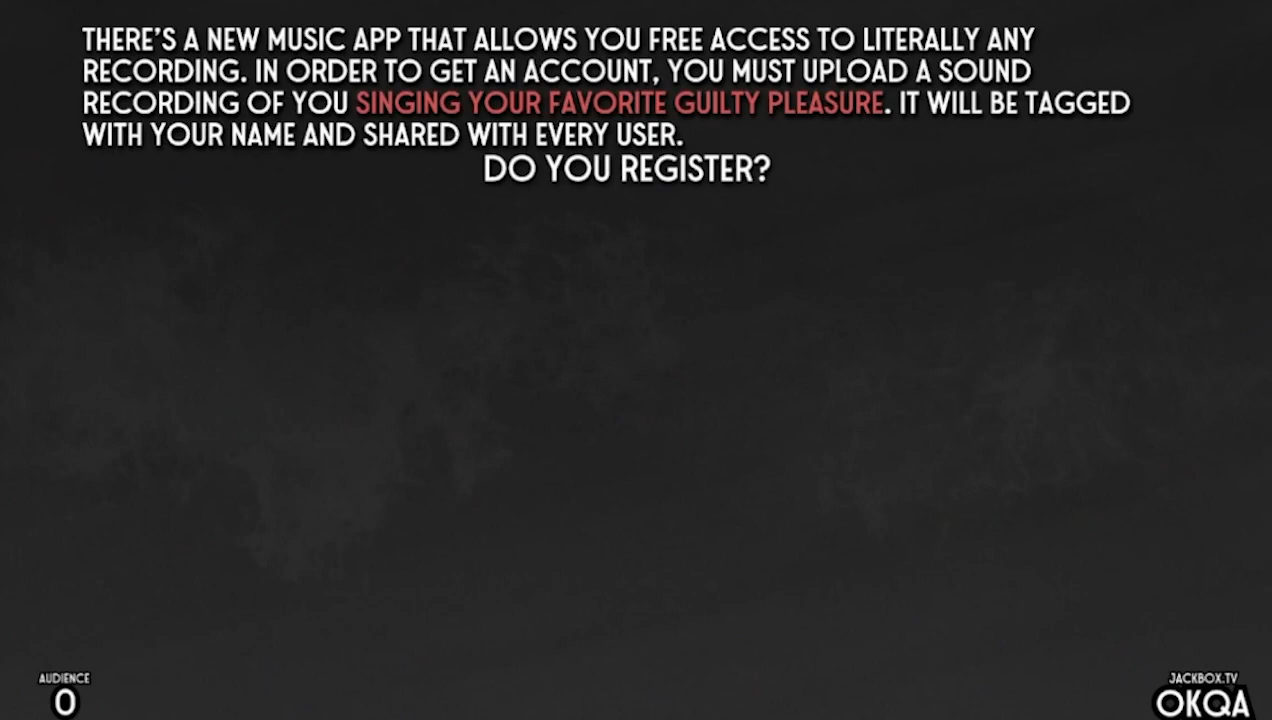 THERE'S A NEW MUSIC APP THAT ALLOWS YOU FREE ACCESS TO LITERALLY ANY
RECORDING. IN ORDER TO GET AN ACCOUNT, YOU MUST UPLOAD A SOUND
RECORDING OF YOU SINGING YOUR FAVORITE GUILTY PLEASURE. IT WILL BE TAGGED
WITH YOUR NAME AND SHARED WITH EVERY USER.
DO YOU REGISTER?
AUDIENCE
0
JACKBOX.TV
OKQA